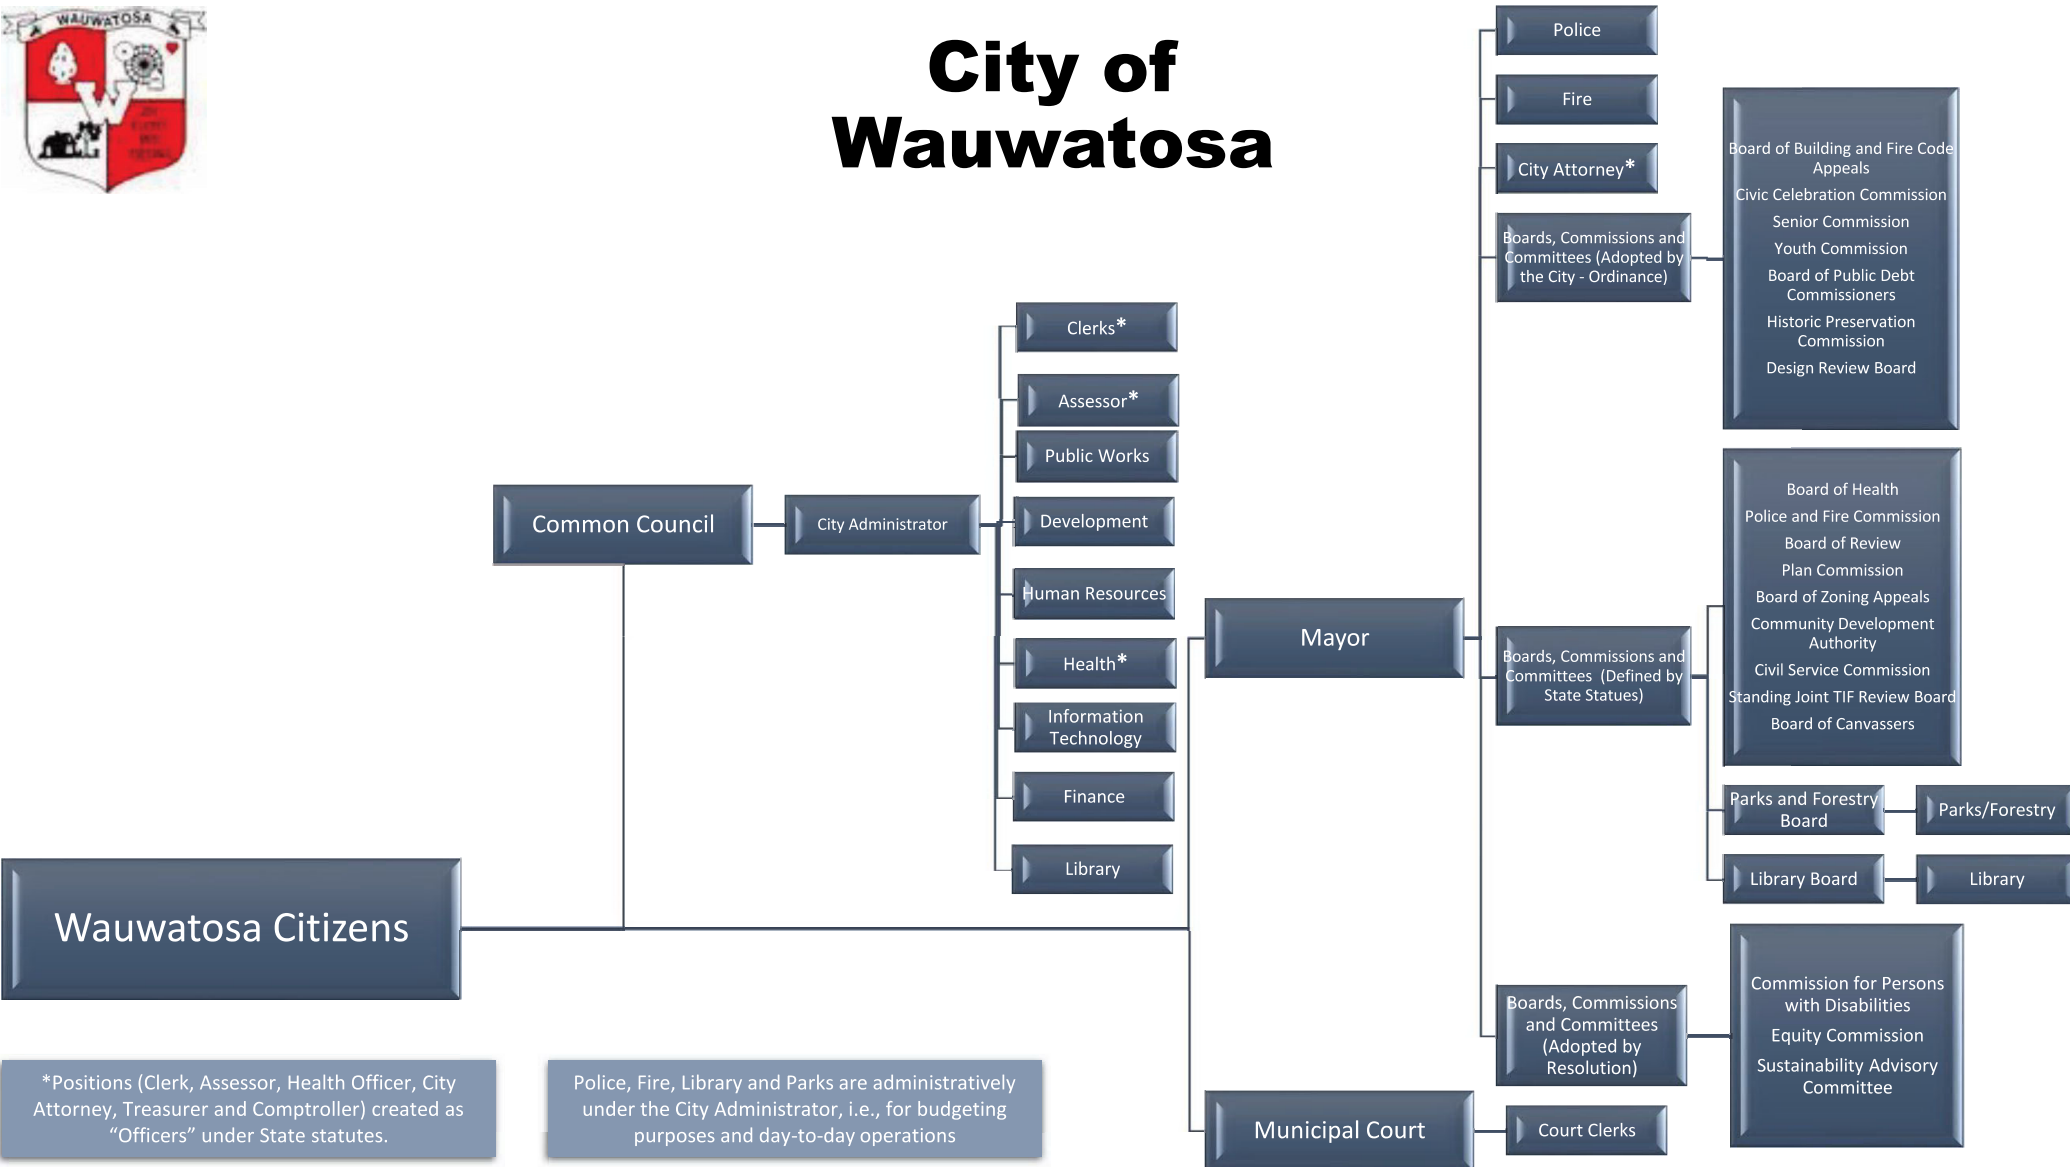 WAUWATOSA
City of
Wauwatosa
Wauwatosa Citizens
Common Council
City Administrator
Clerks*
Assessor*
Public Works
Development
Human Resources
Health*
Information
Technology
Finance
Library
Mayor
Police
Fire
City Attorney*
Boards, Commissions and
Committees (Adopted by
the City - Ordinance)
Board of Building and Fire Code
Appeals
Civic Celebration Commission
Senior Commission
Youth Commission
Board of Public Debt
Commissioners
Historic Preservation
Commission
Design Review Board
Boards, Commissions and
Committees (Defined by
State Statues)
Board of Health
Police and Fire Commission
Board of Review
Plan Commission
Board of Zoning Appeals
Community Development
Authority
Civil Service Commission
Standing Joint TIF Review Board
Board of Canvassers
Parks and Forestry
Board
Parks/Forestry
Library Board
Library
Boards, Commissions
and Committees
(Adopted by
Resolution)
Commission for Persons
with Disabilities
Equity Commission
Sustainability Advisory
Committee
Municipal Court
Court Clerks
*Positions (Clerk, Assessor, Health Officer, City
Attorney, Treasurer and Comptroller) created as
“Officers” under State statutes.
Police, Fire, Library and Parks are administratively
under the City Administrator, i.e., for budgeting
purposes and day-to-day operations
W